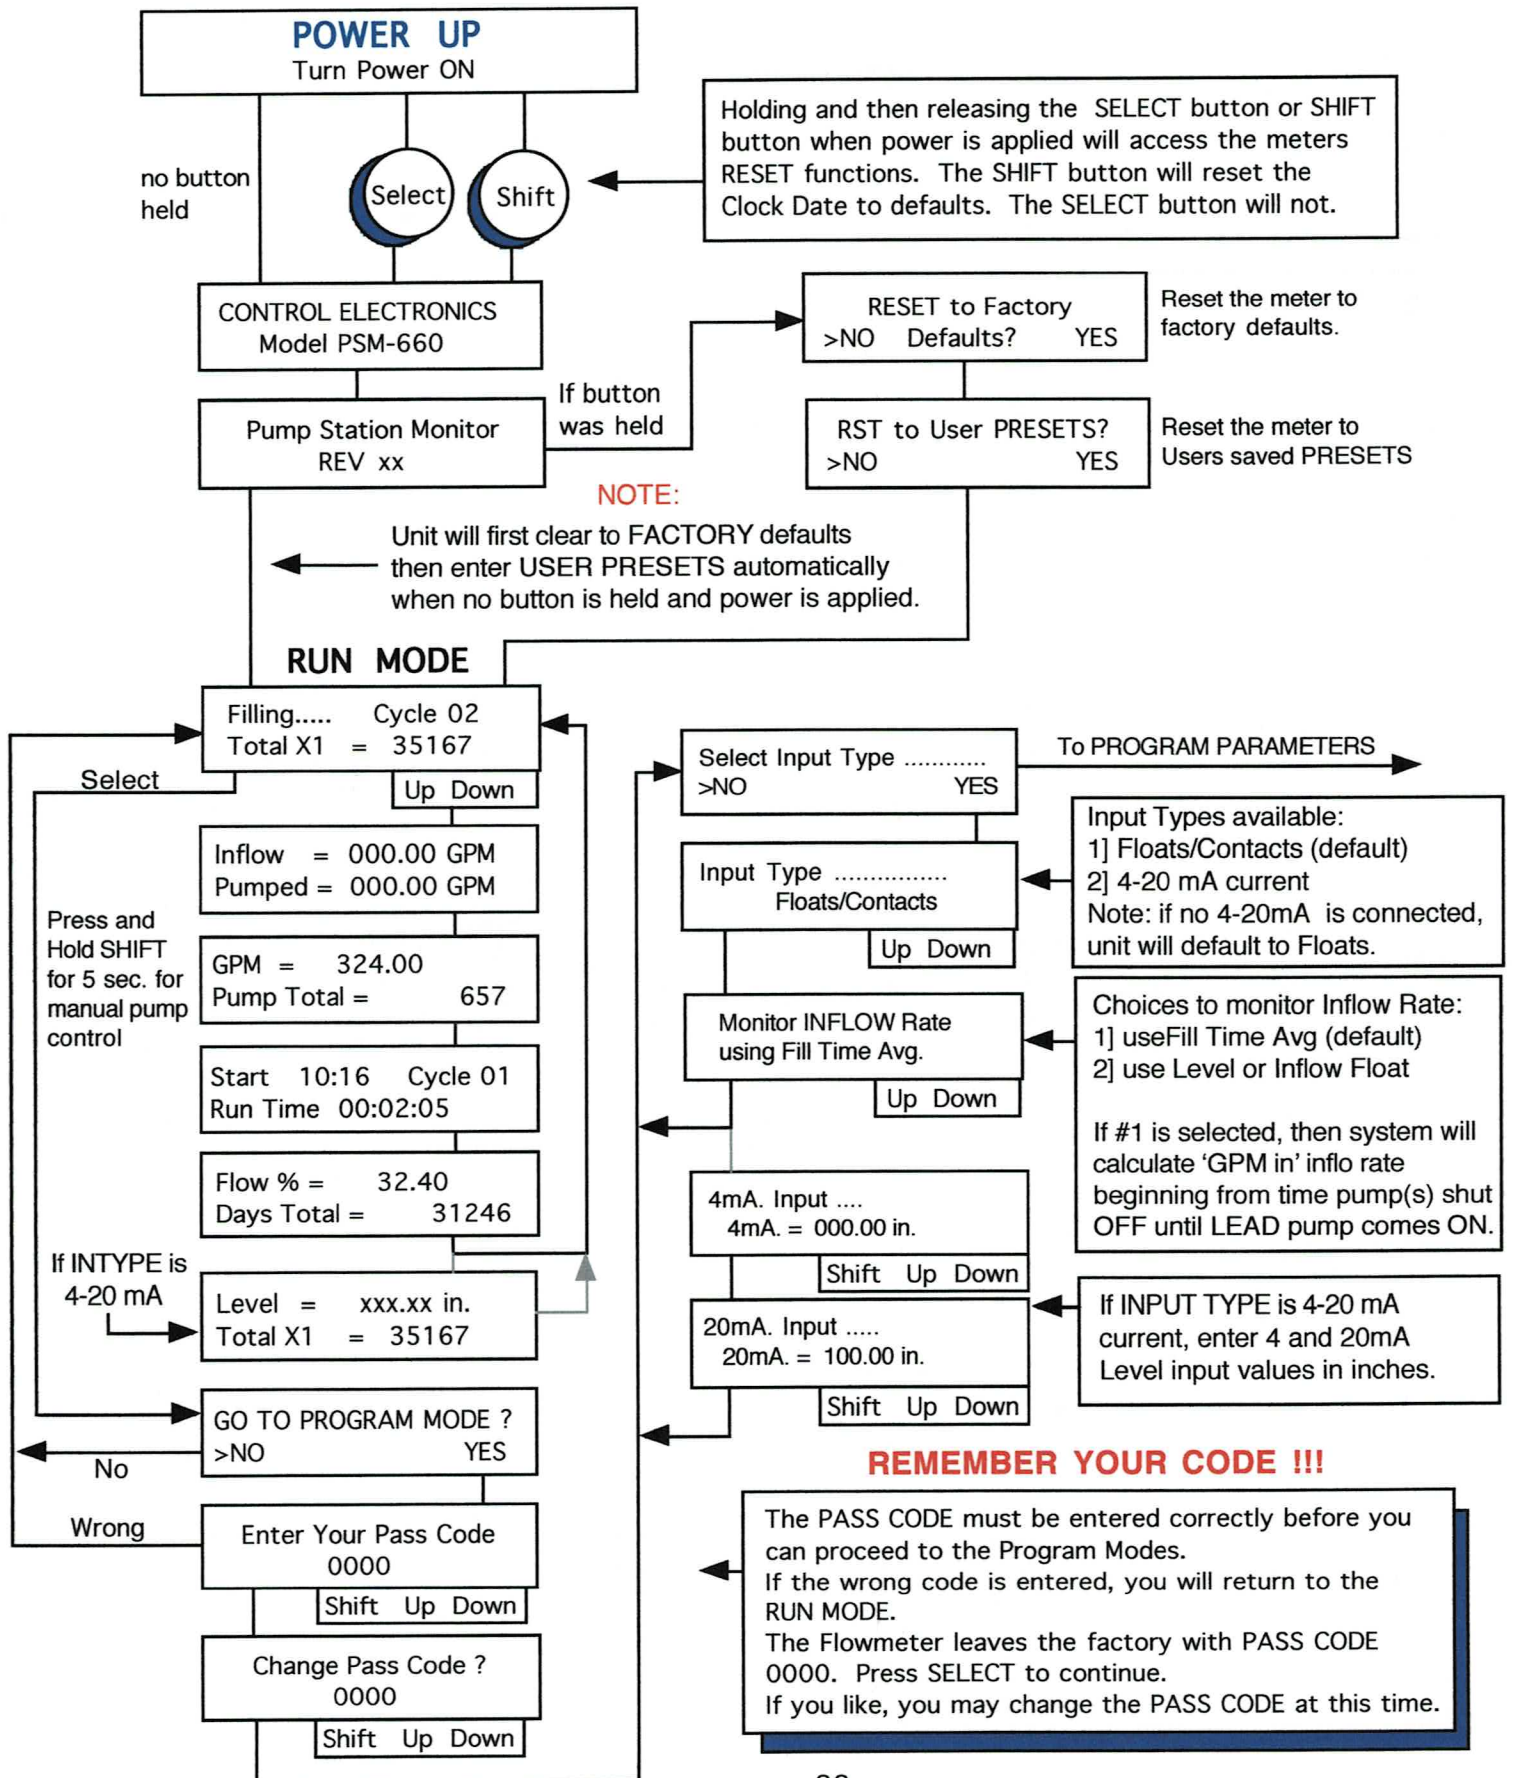 POWER UP
Turn Power ON
no button
held
Select
Shift
Holding and then releasing the SELECT button or SHIFT
button when power is applied will access the meters
RESET functions. The SHIFT button will reset the
Clock Date to defaults. The SELECT button will not.
CONTROL ELECTRONICS
Model PSM-660
Pump Station Monitor
REV xx
If button
was held
RESET to Factory
>NO Defaults? YES
Reset the meter to
factory defaults.
RST to User PRESETS?
>NO YES
Reset the meter to
Users saved PRESETS
NOTE:
Unit will first clear to FACTORY defaults
then enter USER PRESETS automatically
when no button is held and power is applied.
RUN MODE
Filling..... Cycle 02
Total X1 = 35167
Up Down
Select
Inflow = 000.00 GPM
Pumped = 000.00 GPM
Press and
Hold SHIFT
for 5 sec. for
manual pump
control
GPM = 324.00
Pump Total = 657
Start 10:16 Cycle 01
Run Time 00:02:05
Flow % = 32.40
Days Total = 31246
If INTYPE is
4-20 mA
Level = xxx.xx in.
Total X1 = 35167
GO TO PROGRAM MODE ?
>NO YES
No
Wrong
Enter Your Pass Code
0000
Shift Up Down
Change Pass Code ?
0000
Shift Up Down
Select Input Type ............
>NO YES
To PROGRAM PARAMETERS
Input Type ................
Floats/Contacts
Up Down
Input Types available:
1] Floats/Contacts (default)
2] 4-20 mA current
Note: if no 4-20mA is connected,
unit will default to Floats.
Monitor INFLOW Rate
using Fill Time Avg.
Up Down
Choices to monitor Inflow Rate:
1] useFill Time Avg (default)
2] use Level or Inflow Float
If #1 is selected, then system will
calculate ‘GPM in’ inflo rate
beginning from time pump(s) shut
OFF until LEAD pump comes ON.
4mA. Input ....
4mA. = 000.00 in.
Shift Up Down
20mA. Input .....
20mA. = 100.00 in.
Shift Up Down
If INPUT TYPE is 4-20 mA
current, enter 4 and 20mA
Level input values in inches.
REMEMBER YOUR CODE !!!
The PASS CODE must be entered correctly before you
can proceed to the Program Modes.
If the wrong code is entered, you will return to the
RUN MODE.
The Flowmeter leaves the factory with PASS CODE
0000. Press SELECT to continue.
If you like, you may change the PASS CODE at this time.